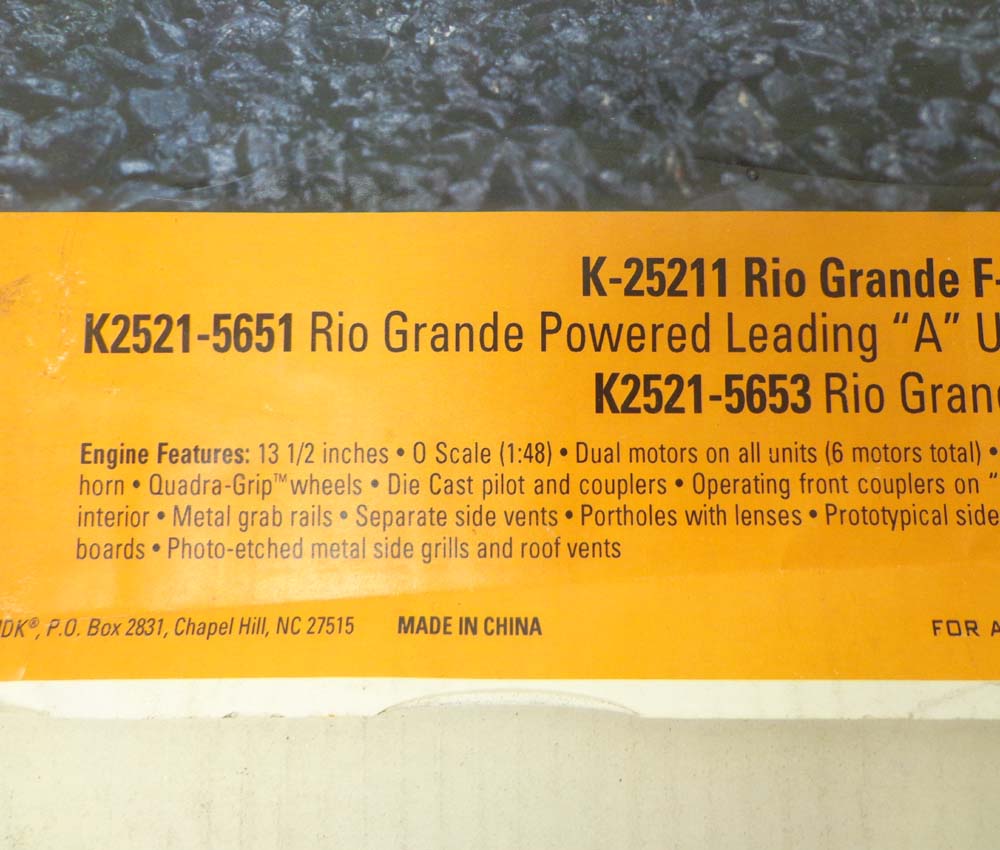 K-25211 Rio Grande F-
K2521-5651 Rio Grande Powered Leading “A” U
K2521-5653 Rio Gran
Engine Features: 13 1/2 inches • O Scale (1:48) • Dual motors on all units (6 motors total) •
horn • Quadra-Grip™ wheels • Die Cast pilot and couplers • Operating front couplers on “
interior • Metal grab rails • Separate side vents • Portholes with lenses • Prototypical side
boards • Photo-etched metal side grills and roof vents
DK®, P.O. Box 2831, Chapel Hill, NC 27515 MADE IN CHINA FOR A